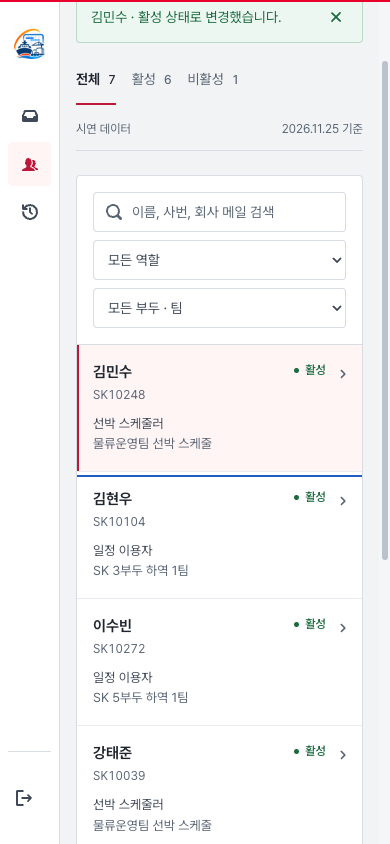 김민수 · 활성 상태로 변경했습니다.
전체 7 활성 6 비활성 1
시연 데이터 2026.11.25 기준
이름, 사번, 회사 메일 검색
모든 역할
모든 부두 · 팀
김민수 활성
SK10248
선박 스케줄러
물류운영팀 선박 스케줄
김현우 활성
SK10104
일정 이용자
SK 3부두 하역 1팀
이수빈 활성
SK10272
일정 이용자
SK 5부두 하역 1팀
강태준 활성
SK10039
선박 스케줄러
물류운영팀 선박 스케줄